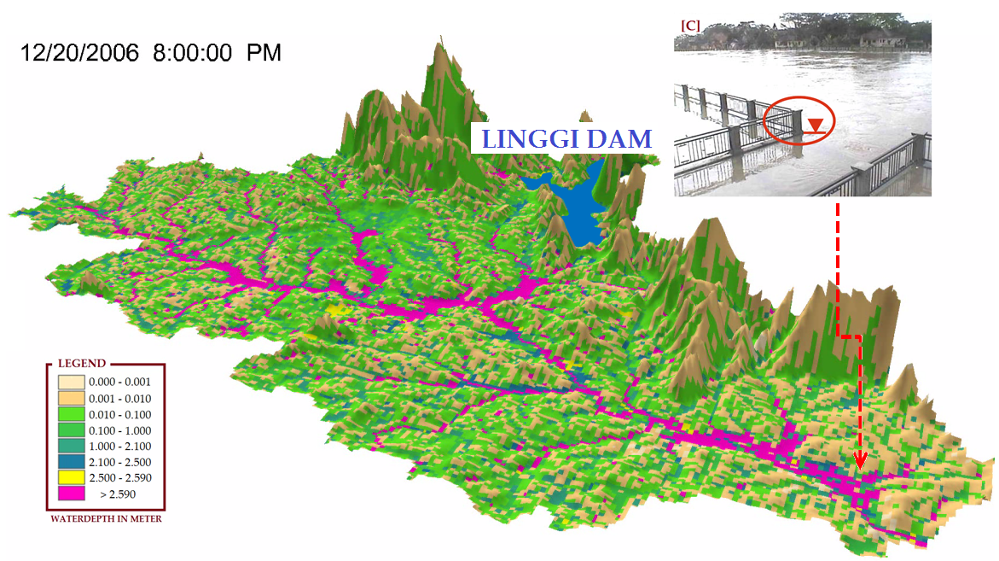 12/20/2006 8:00:00 PM
[C]
LINGGI DAM
LEGEND
0.000 - 0.001
0.001 - 0.010
0.010 - 0.100
0.100 - 1.000
1.000 - 2.100
2.100 - 2.500
2.500 - 2.590
> 2.590
WATERDEPTH IN METER